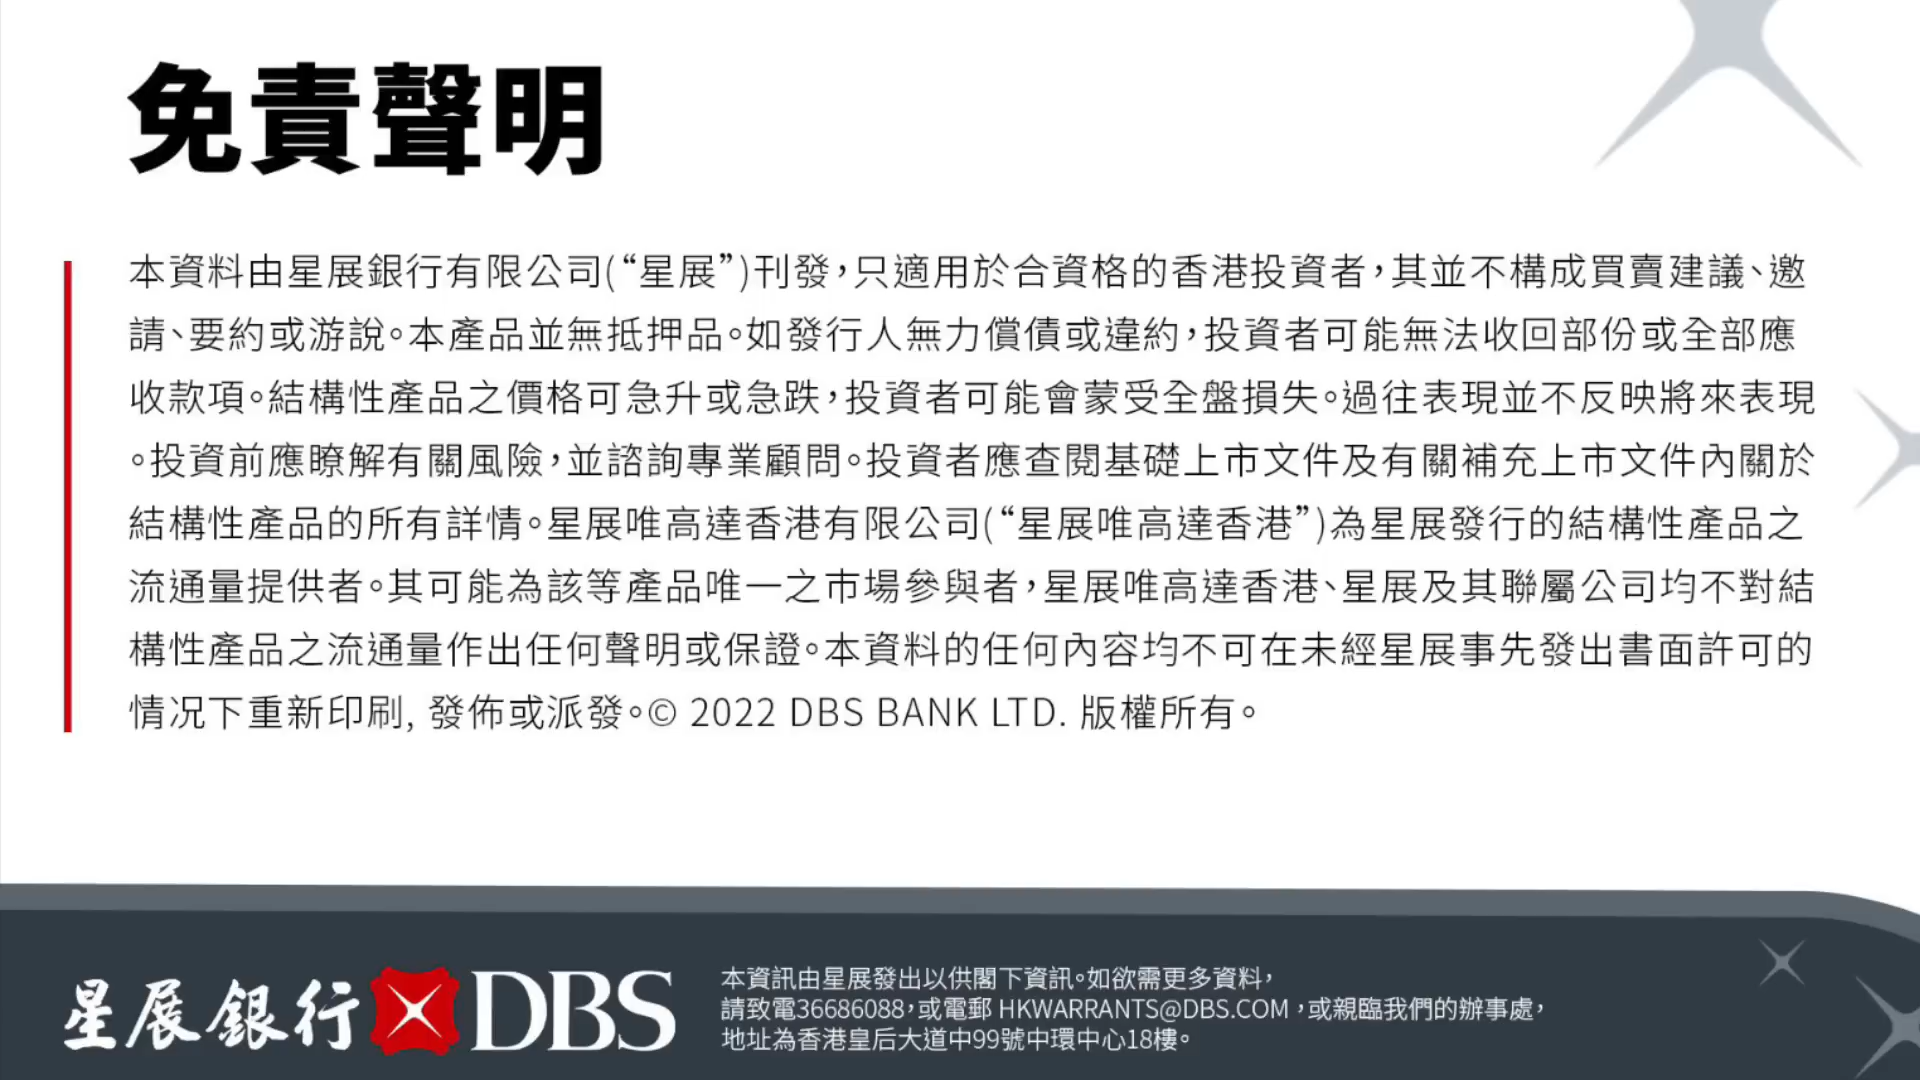 免責聲明
本資料由星展銀行有限公司(“星展”)刊發,只適用於合資格的香港投資者,其並不構成買賣建議、邀
請、要約或游說。本產品並無抵押品。如發行人無力償債或違約,投資者可能無法收回部份或全部應
收款項。結構性產品之價格可急升或急跌,投資者可能會蒙受全盤損失。過往表現並不反映將來表現
。投資前應瞭解有關風險,並諮詢專業顧問。投資者應查閱基礎上市文件及有關補充上市文件內關於
結構性產品的所有詳情。星展唯高達香港有限公司(“星展唯高達香港”)為星展發行的結構性產品之
流通量提供者。其可能為該等產品唯一之市場參與者,星展唯高達香港、星展及其聯屬公司均不對結
構性產品之流通量作出任何聲明或保證。本資料的任何內容均不可在未經星展事先發出書面許可的
情況下重新印刷, 發佈或派發。© 2022 DBS BANK LTD. 版權所有。
星展銀行 DBS
本資訊由星展發出以供閣下資訊。如欲需更多資料,
請致電36686088,或電郵 HKWARRANTS@DBS.COM ,或親臨我們的辦事處,
地址為香港皇后大道中99號中環中心18樓。